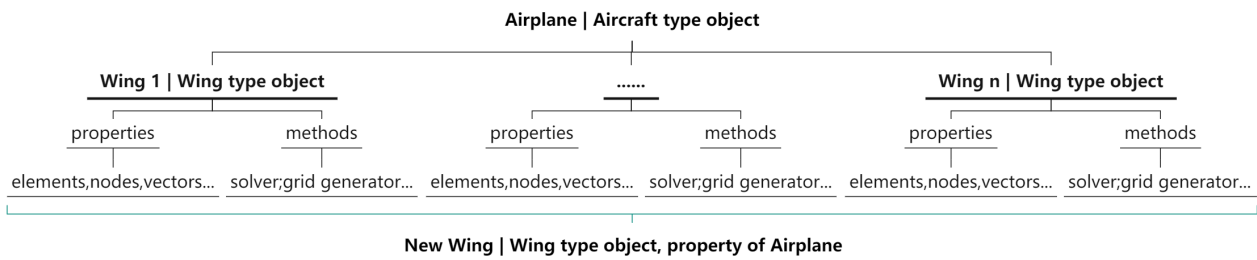 Airplane | Aircraft type object
Wing 1 | Wing type object ...... Wing n | Wing type object
properties methods properties methods properties methods
elements,nodes,vectors... solver;grid generator... elements,nodes,vectors... solver;grid generator... elements,nodes,vectors... solver;grid generator...
New Wing | Wing type object, property of Airplane